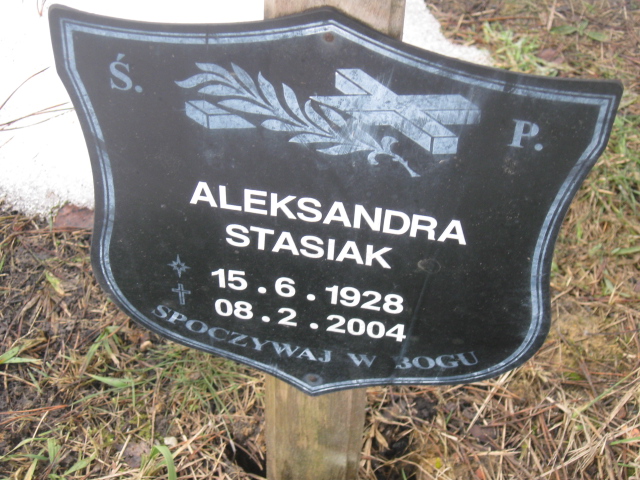 Ś. P.
ALEKSANDRA
STASIAK
15.6.1928
08.2.2004
SPOCZYWAJ W BOGU